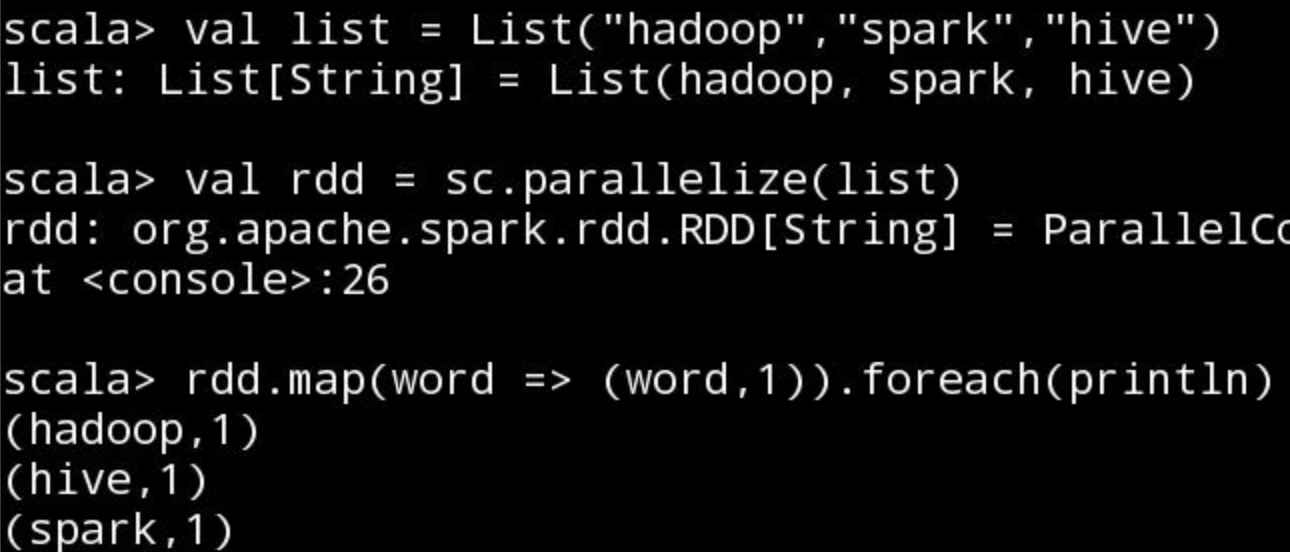 scala> val list = List("hadoop","spark","hive")
list: List[String] = List(hadoop, spark, hive)
scala> val rdd = sc.parallelize(list)
rdd: org.apache.spark.rdd.RDD[String] = ParallelCo
at <console>:26
scala> rdd.map(word => (word,1)).foreach(println)
(hadoop,1)
(hive,1)
(spark,1)